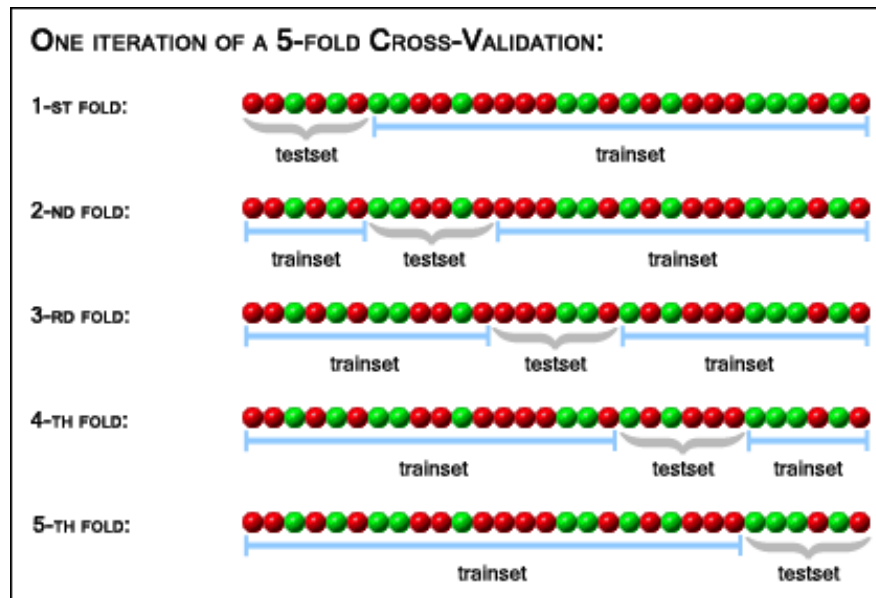 One iteration of a 5-fold Cross-Validation:
1-st fold:
testset trainset
2-nd fold:
trainset testset trainset
3-rd fold:
trainset testset trainset
4-th fold:
trainset testset trainset
5-th fold:
trainset testset